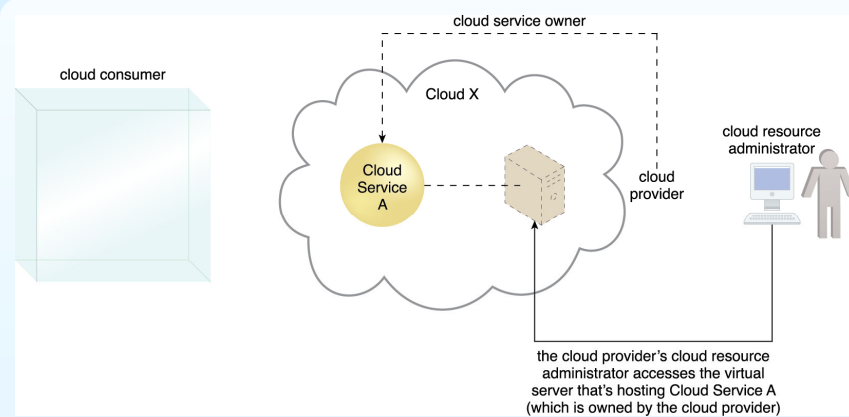 cloud service owner
cloud consumer
Cloud X
cloud resource
administrator
Cloud
Service
A
cloud
provider
the cloud provider’s cloud resource
administrator accesses the virtual
server that’s hosting Cloud Service A
(which is owned by the cloud provider)